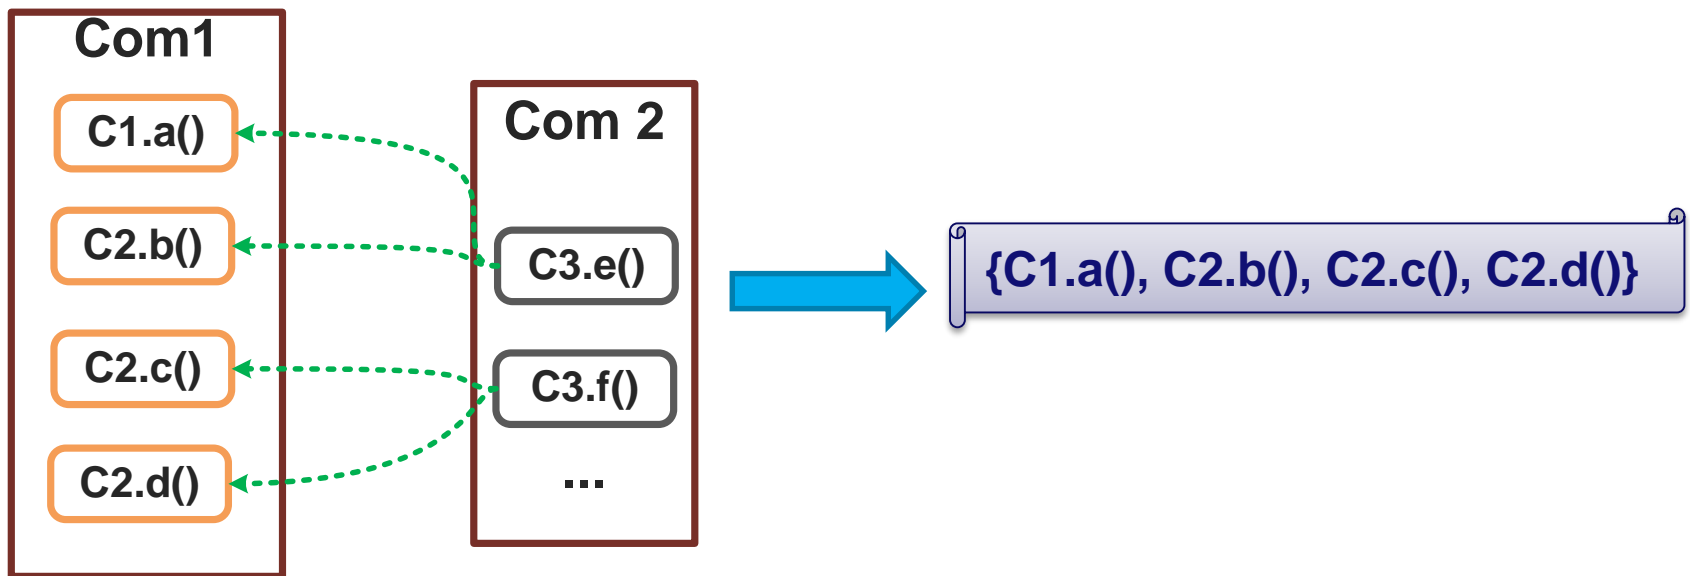 Com1
C1.a()
C2.b()
C2.c()
C2.d()
Com 2
C3.e()
C3.f()
...
{C1.a(), C2.b(), C2.c(), C2.d()}